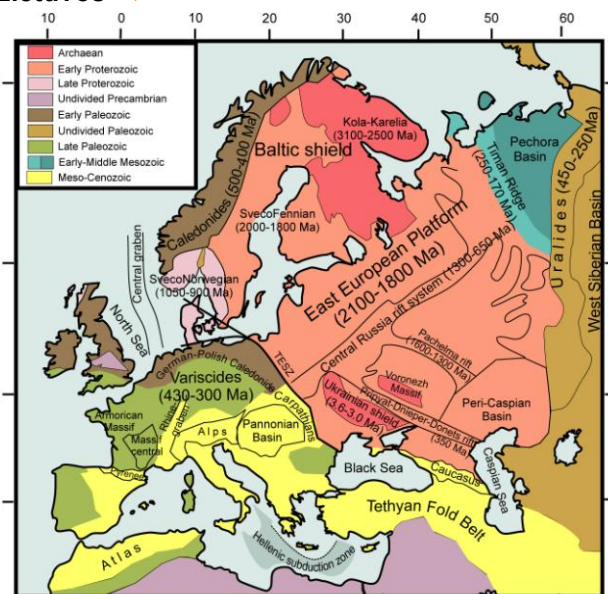 10 0 10 20 30 40 50 60
Archaean
Early Proterozoic
Late Proterozoic
Undivided Precambrian
Early Paleozoic
Undivided Paleozoic
Late Paleozoic
Early-Middle Mesozoic
Meso-Cenozoic
Kola-Karelia
(3100-2500 Ma)
Baltic shield
Pechora
Basin
Timan Ridge
(250-170 Ma)
Uralides (450-250Ma)
West Siberian Basin
Caledonides (500-400 Ma)
SvecoFennian
(2000-1800 Ma)
East European Platform
(2100-1800 Ma)
Central Russia rift system (1300-650 Ma)
SvecoNorwegian
(1050-900 Ma)
Central graben
North Sea
German-Polish Caledonides
TESZ
Pachelma rift
(1600-1300 Ma)
Voronezh
Massif
Variscides
(430-300 Ma)
Carpathians
Ukrainian shield
(3.6-3.0 Ma)
Pripyat-Dnieper-Donets rift
(350 Ma)
Peri-Caspian
Basin
Armorican
Massif
Rhine
graben
Massif
central
Alps
Pannonian
Basin
Pyrenees
Black Sea
Caucasus
Caspian Sea
Tethyan Fold Belt
Atlas
Hellenic subduction zone